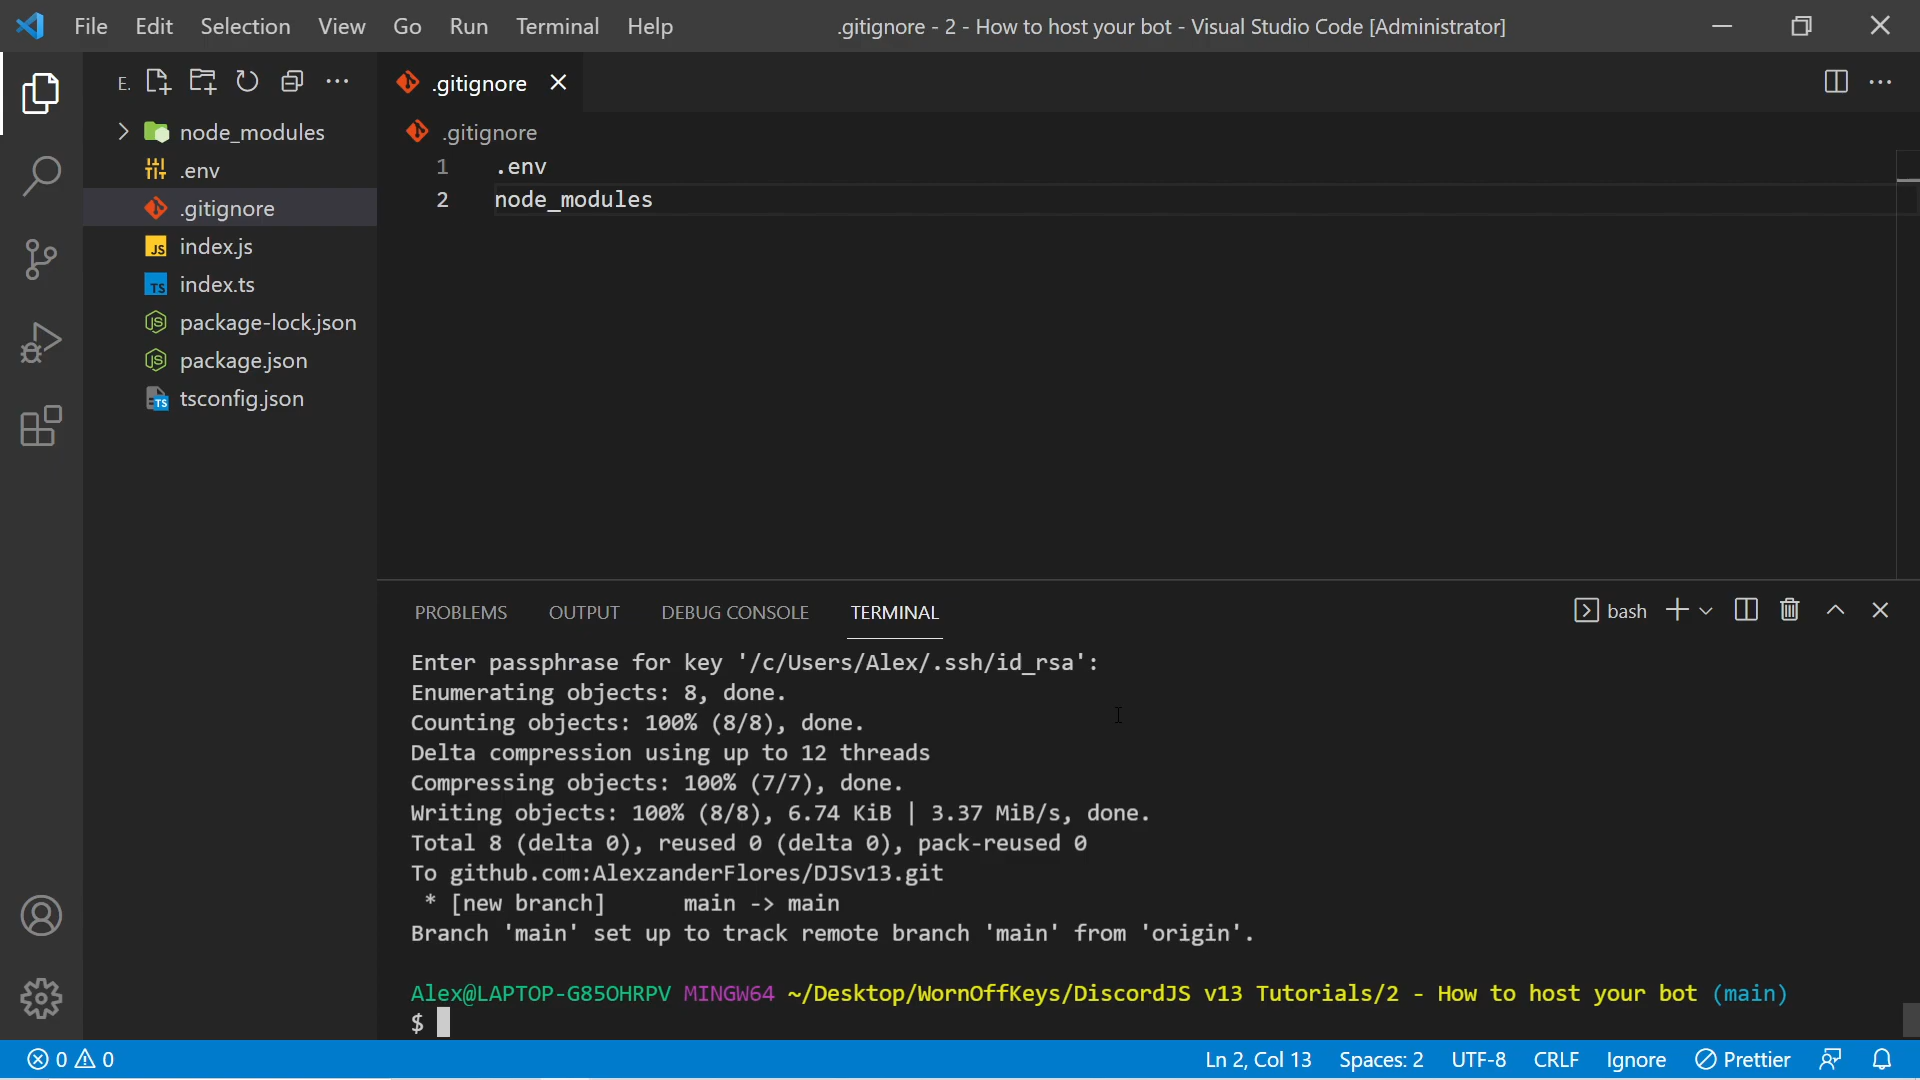 File Edit Selection View Go Run Terminal Help .gitignore - 2 - How to host your bot - Visual Studio Code [Administrator]
E.
.gitignore
node_modules
.env
.gitignore
index.js
index.ts
package-lock.json
package.json
tsconfig.json
.gitignore
1 .env
2 node_modules
PROBLEMS OUTPUT DEBUG CONSOLE TERMINAL bash
Enter passphrase for key '/c/Users/Alex/.ssh/id_rsa':
Enumerating objects: 8, done.
Counting objects: 100% (8/8), done.
Delta compression using up to 12 threads
Compressing objects: 100% (7/7), done.
Writing objects: 100% (8/8), 6.74 KiB | 3.37 MiB/s, done.
Total 8 (delta 0), reused 0 (delta 0), pack-reused 0
To github.com:AlexzanderFlores/DJSv13.git
* [new branch] main -> main
Branch 'main' set up to track remote branch 'main' from 'origin'.
Alex@LAPTOP-G85OHRPV MINGW64 ~/Desktop/WornOffKeys/DiscordJS v13 Tutorials/2 - How to host your bot (main)
$
0 0 Ln 2, Col 13 Spaces: 2 UTF-8 CRLF Ignore Prettier